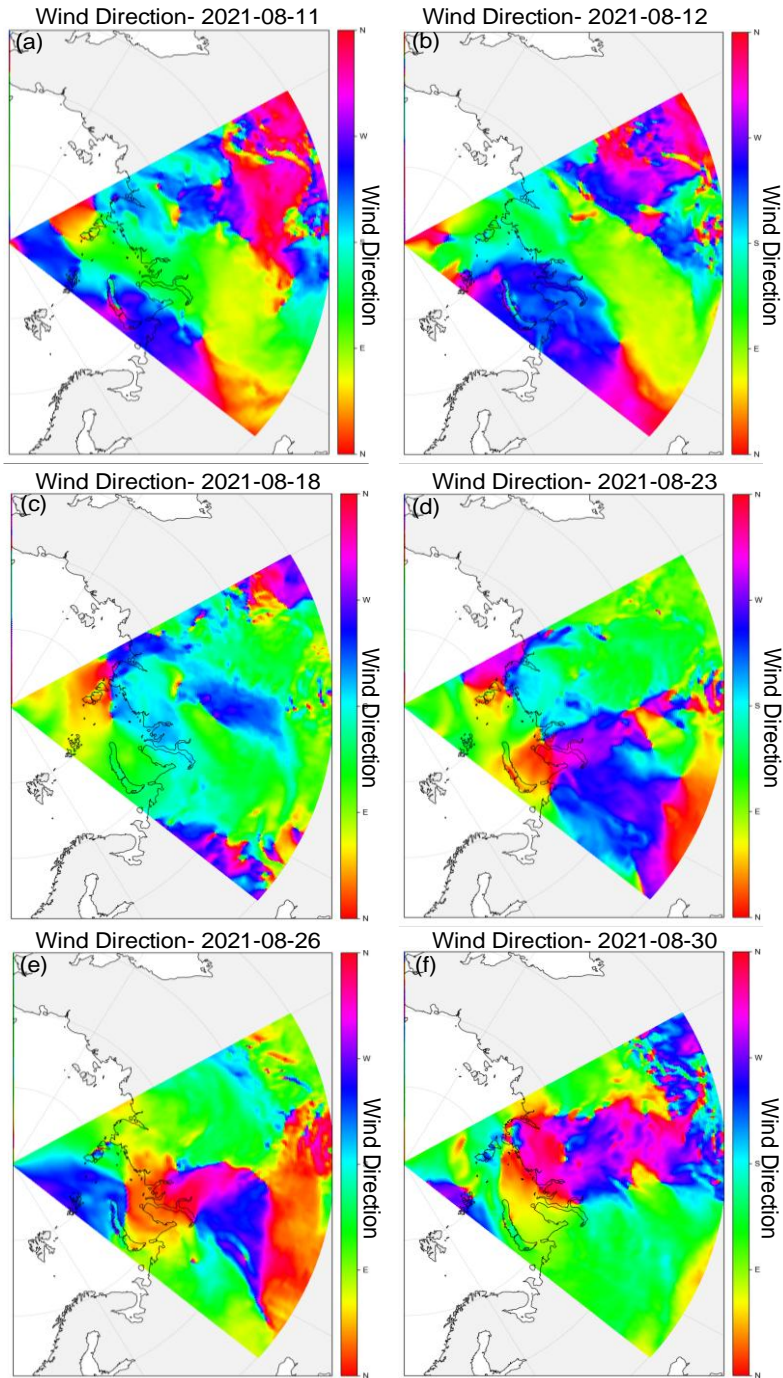 Wind Direction- 2021-08-11
(a)
N
W
S
E
N
Wind Direction
Wind Direction- 2021-08-12
(b)
N
W
S
E
N
Wind Direction
Wind Direction- 2021-08-18
(c)
N
W
S
E
N
Wind Direction
Wind Direction- 2021-08-23
(d)
N
W
S
E
N
Wind Direction
Wind Direction- 2021-08-26
(e)
N
W
S
E
N
Wind Direction
Wind Direction- 2021-08-30
(f)
N
W
S
E
N
Wind Direction